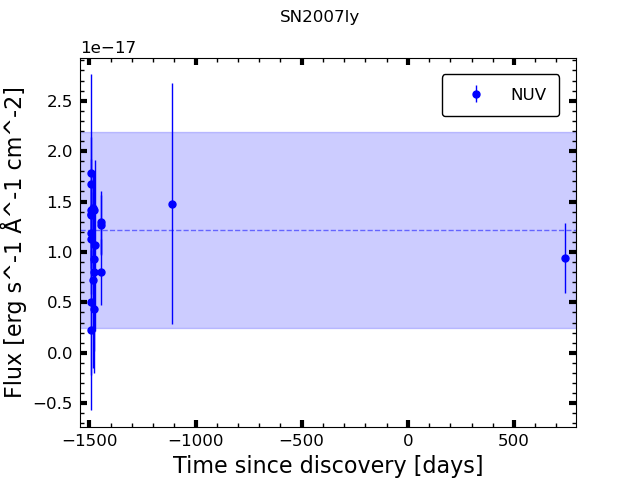 SN2007ly
1e−17
NUV
2.5
2.0
1.5
1.0
0.5
0.0
−0.5
Flux [erg s^-1 Å^-1 cm^-2]
−1500 −1000 −500 0 500
Time since discovery [days]